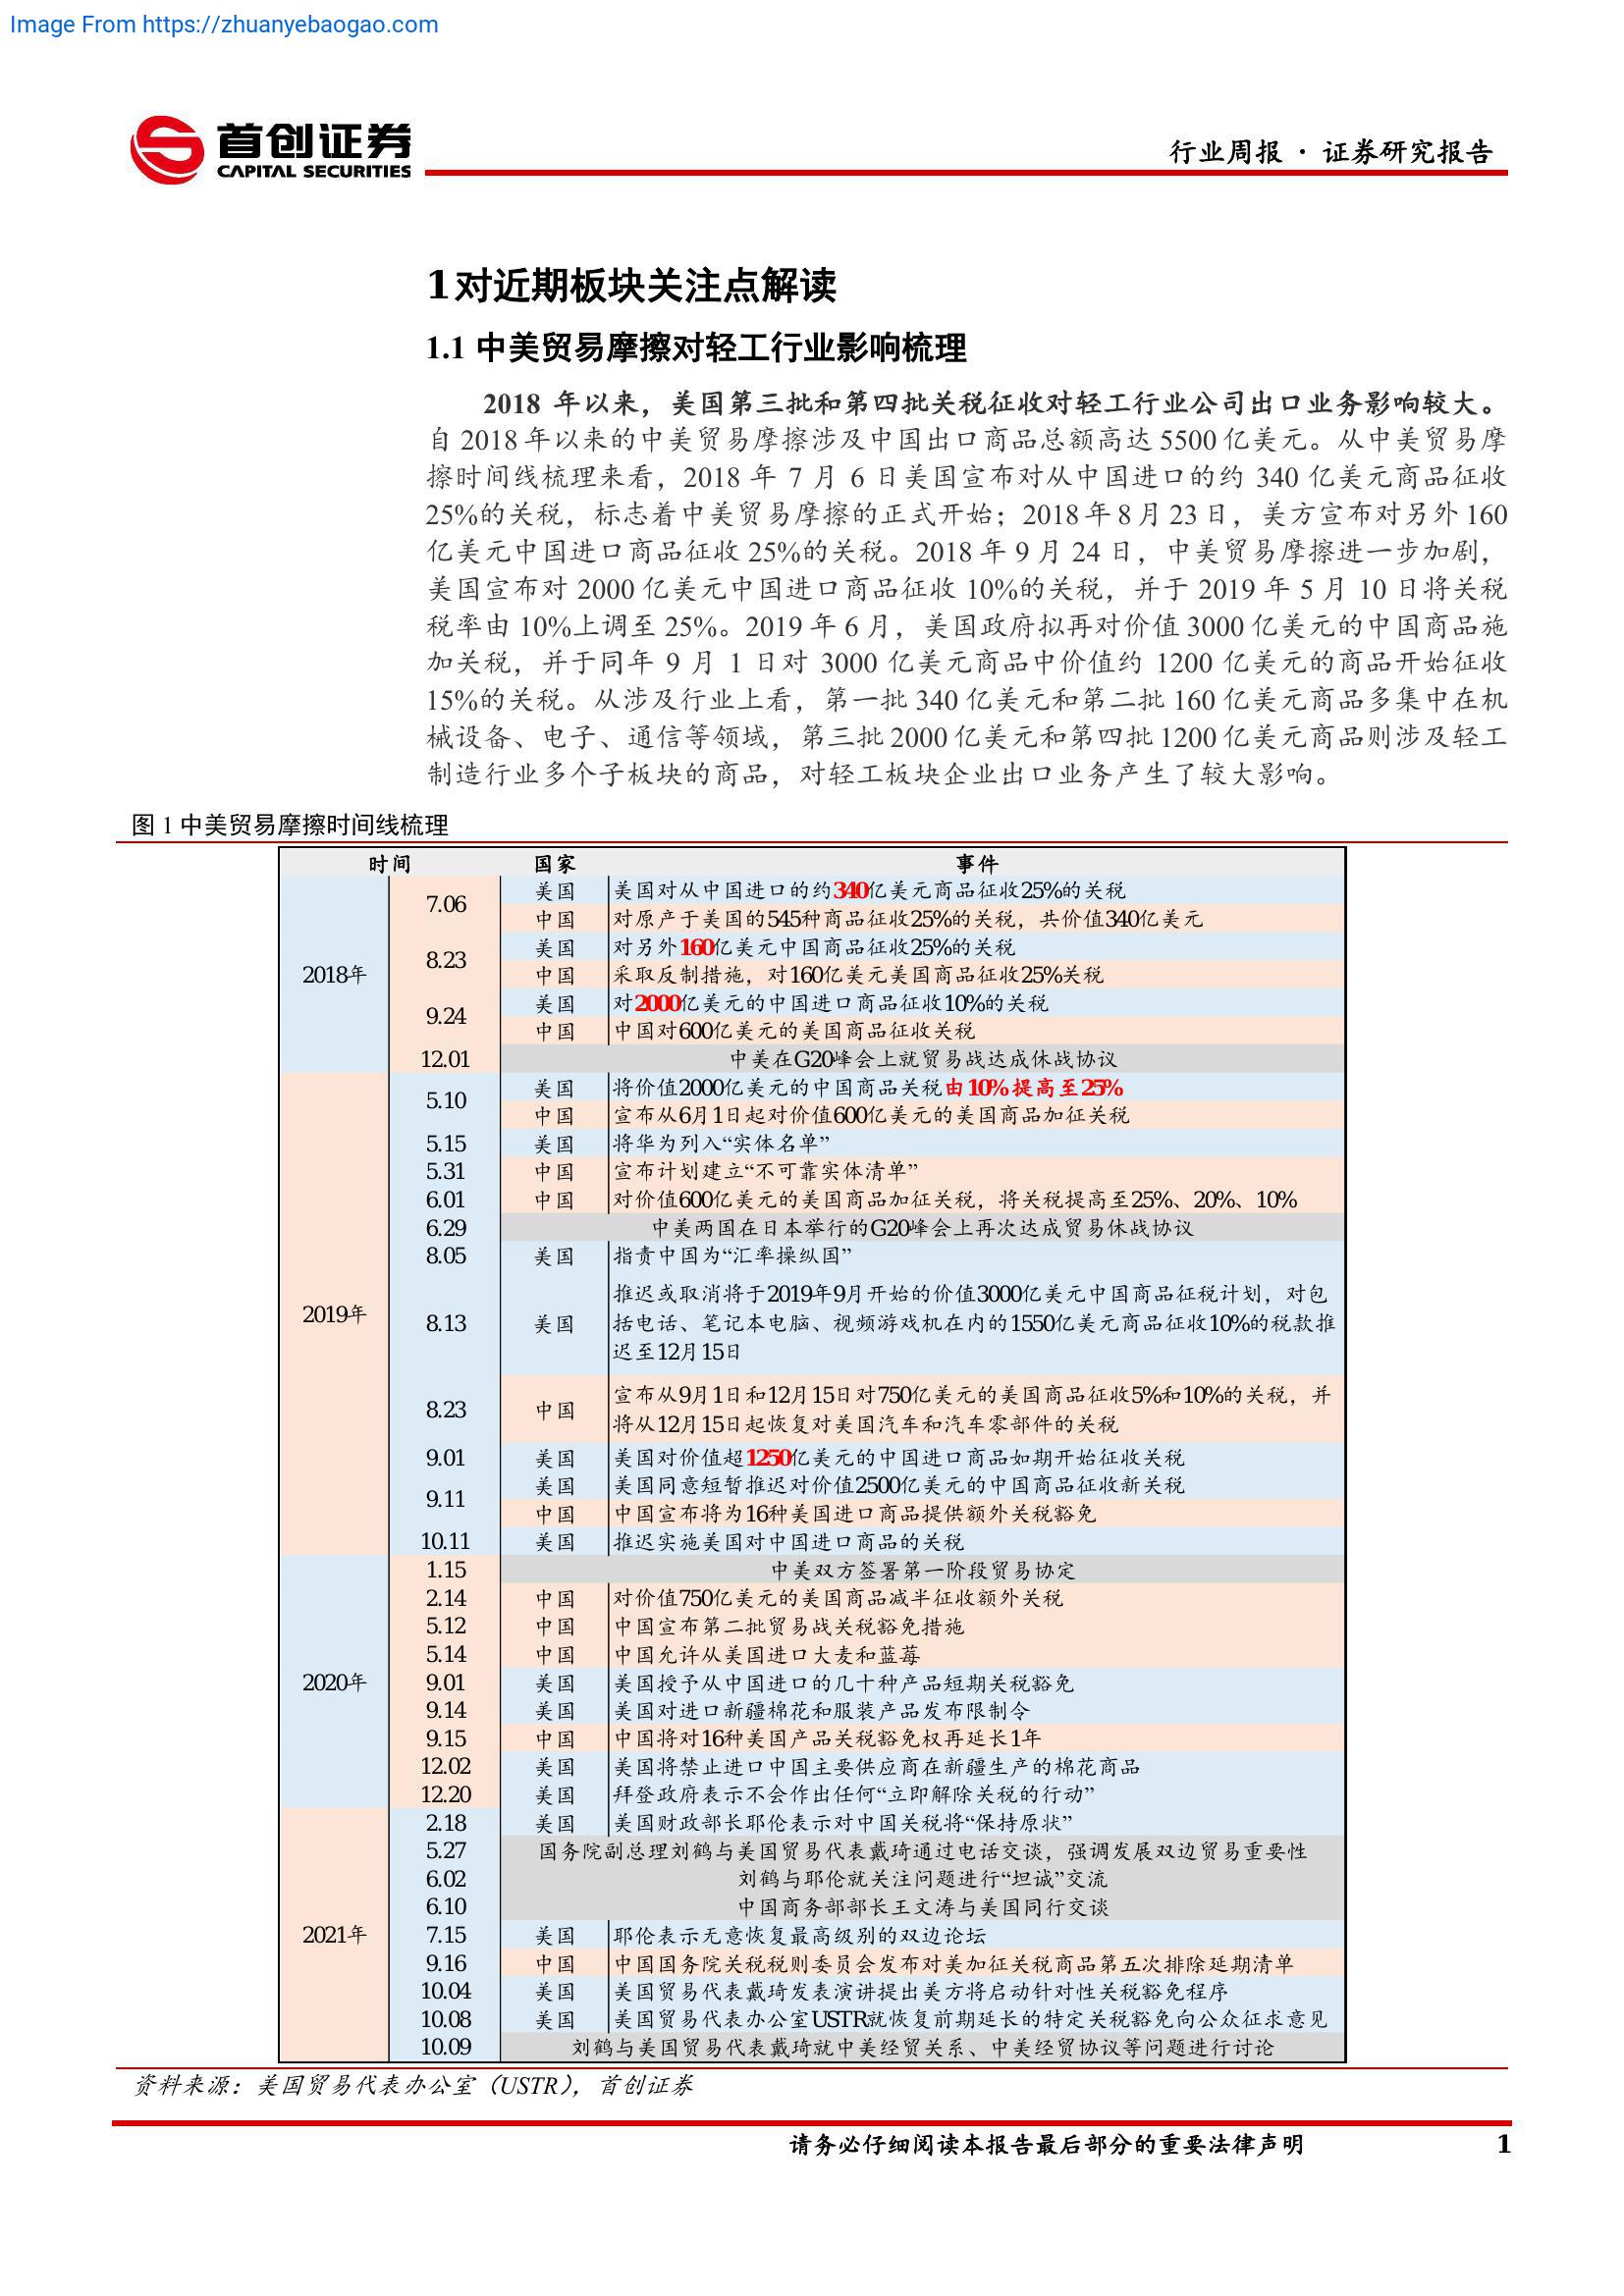 Image From https://zhuanyebaogao.com
首创证券
CAPITAL SECURITIES
行业周报 · 证券研究报告
1 对近期板块关注点解读
1.1 中美贸易摩擦对轻工行业影响梳理
2018 年以来，美国第三批和第四批关税征收对轻工行业公司出口业务影响较大。
自 2018 年以来的中美贸易摩擦涉及中国出口商品总额高达 5500 亿美元。从中美贸易摩
擦时间线梳理来看，2018 年 7 月 6 日美国宣布对从中国进口的约 340 亿美元商品征收
25%的关税，标志着中美贸易摩擦的正式开始；2018 年 8 月 23 日，美方宣布对另外 160
亿美元中国进口商品征收 25%的关税。2018 年 9 月 24 日，中美贸易摩擦进一步加剧，
美国宣布对 2000 亿美元中国进口商品征收 10%的关税，并于 2019 年 5 月 10 日将关税
税率由 10%上调至 25%。2019 年 6 月，美国政府拟再对价值 3000 亿美元的中国商品施
加关税，并于同年 9 月 1 日对 3000 亿美元商品中价值约 1200 亿美元的商品开始征收
15%的关税。从涉及行业上看，第一批 340 亿美元和第二批 160 亿美元商品多集中在机
械设备、电子、通信等领域，第三批 2000 亿美元和第四批 1200 亿美元商品则涉及轻工
制造行业多个子板块的商品，对轻工板块企业出口业务产生了较大影响。
图 1 中美贸易摩擦时间线梳理
时间 国家 事件
2018年
7.06 美国 美国对从中国进口的约340亿美元商品征收25%的关税
中国 对原产于美国的545种商品征收25%的关税，共价值340亿美元
8.23 美国 对另外160亿美元中国商品征收25%的关税
中国 采取反制措施，对160亿美元美国商品征收25%关税
9.24 美国 对2000亿美元的中国进口商品征收10%的关税
中国 中国对600亿美元的美国商品征收关税
12.01 中美在G20峰会上就贸易战达成休战协议
2019年
5.10 美国 将价值2000亿美元的中国商品关税由10%提高至25%
中国 宣布从6月1日起对价值600亿美元的美国商品加征关税
5.15 美国 将华为列入“实体名单”
5.31 中国 宣布计划建立“不可靠实体清单”
6.01 中国 对价值600亿美元的美国商品加征关税，将关税提高至25%、20%、10%
6.29 中美两国在日本举行的G20峰会上再次达成贸易休战协议
8.05 美国 指责中国为“汇率操纵国”
8.13 美国 推迟或取消将于2019年9月开始的价值3000亿美元中国商品征税计划，对包
括电话、笔记本电脑、视频游戏机在内的1550亿美元商品征收10%的税款推
迟至12月15日
8.23 中国 宣布从9月1日和12月15日对750亿美元的美国商品征收5%和10%的关税，并
将从12月15日起恢复对美国汽车和汽车零部件的关税
9.01 美国 美国对价值超1250亿美元的中国进口商品如期开始征收关税
9.11 美国 美国同意短暂推迟对价值2500亿美元的中国商品征收新关税
中国 中国宣布将为16种美国进口商品提供额外关税豁免
10.11 美国 推迟实施美国对中国进口商品的关税
2020年
1.15 中美双方签署第一阶段贸易协定
2.14 中国 对价值750亿美元的美国商品减半征收额外关税
5.12 中国 中国宣布第二批贸易战关税豁免措施
5.14 中国 中国允许从美国进口大麦和蓝莓
9.01 美国 美国授予从中国进口的几十种产品短期关税豁免
9.14 美国 美国对进口新疆棉花和服装产品发布限制令
9.15 中国 中国将对16种美国产品关税豁免权再延长1年
12.02 美国 美国将禁止进口中国主要供应商在新疆生产的棉花商品
12.20 美国 拜登政府表示不会作出任何“立即解除关税的行动”
2021年
2.18 美国 美国财政部长耶伦表示对中国关税将“保持原状”
5.27 国务院副总理刘鹤与美国贸易代表戴琦通过电话交谈，强调发展双边贸易重要性
6.02 刘鹤与耶伦就关注问题进行“坦诚”交流
6.10 中国商务部部长王文涛与美国同行交谈
7.15 美国 耶伦表示无意恢复最高级别的双边论坛
9.16 中国 中国国务院关税税则委员会发布对美加征关税商品第五次排除延期清单
10.04 美国 美国贸易代表戴琦发表演讲提出美方将启动针对性关税豁免程序
10.08 美国 美国贸易代表办公室USTR就恢复前期延长的特定关税豁免向公众征求意见
10.09 刘鹤与美国贸易代表戴琦就中美经贸关系、中美经贸协议等问题进行讨论
资料来源：美国贸易代表办公室（USTR），首创证券
请务必仔细阅读本报告最后部分的重要法律声明 1